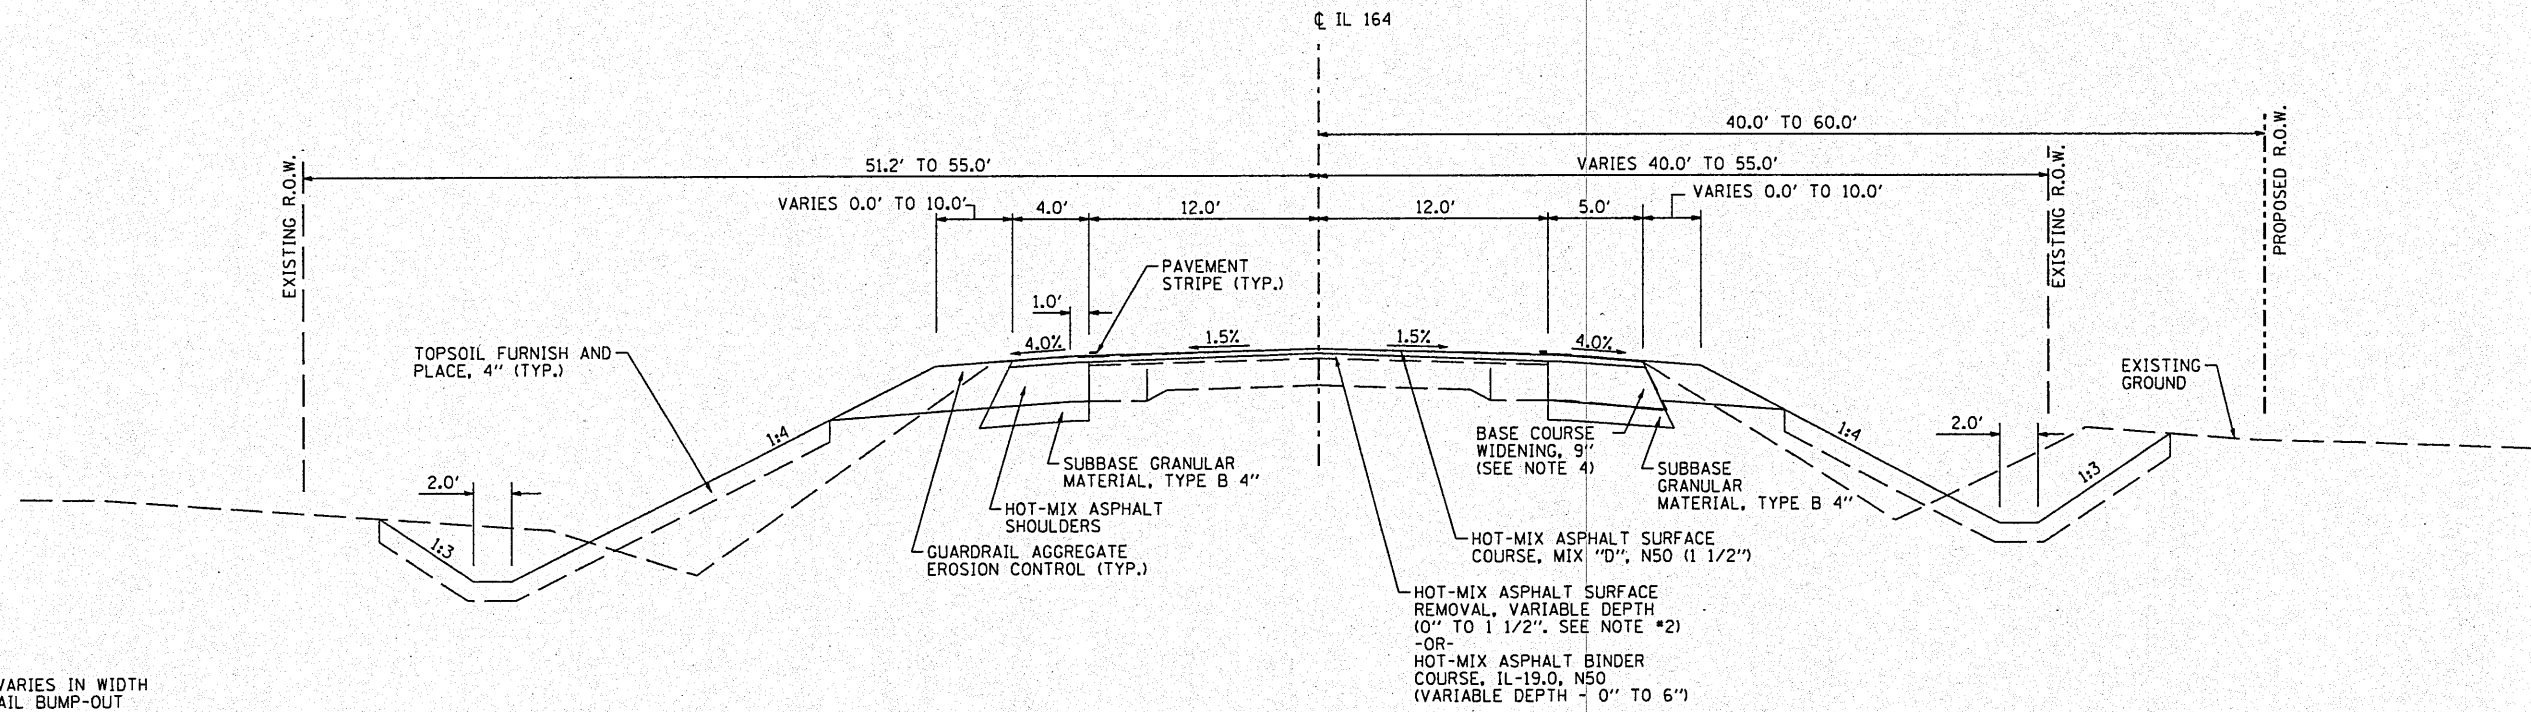 ℄ IL 164
40.0' TO 60.0'
51.2' TO 55.0'
VARIES 40.0' TO 55.0'
VARIES 0.0' TO 10.0'
4.0'
12.0'
12.0'
5.0'
VARIES 0.0' TO 10.0'
EXISTING R.O.W.
EXISTING R.O.W.
PROPOSED R.O.W.
PAVEMENT
STRIPE (TYP.)
1.0'
4.0%
1.5%
1.5%
4.0%
TOPSOIL FURNISH AND
PLACE, 4" (TYP.)
EXISTING
GROUND
1:4
1:4
2.0'
2.0'
1:3
1:3
BASE COURSE
WIDENING, 9"
(SEE NOTE 4)
SUBBASE GRANULAR
MATERIAL, TYPE B 4"
SUBBASE
GRANULAR
MATERIAL, TYPE B 4"
HOT-MIX ASPHALT
SHOULDERS
GUARDRAIL AGGREGATE
EROSION CONTROL (TYP.)
HOT-MIX ASPHALT SURFACE
COURSE, MIX "D", N50 (1 1/2")
HOT-MIX ASPHALT SURFACE
REMOVAL, VARIABLE DEPTH
(0" TO 1 1/2". SEE NOTE #2)
-OR-
HOT-MIX ASPHALT BINDER
COURSE, IL-19.0, N50
(VARIABLE DEPTH - 0" TO 6")
VARIES IN WIDTH
AIL BUMP-OUT